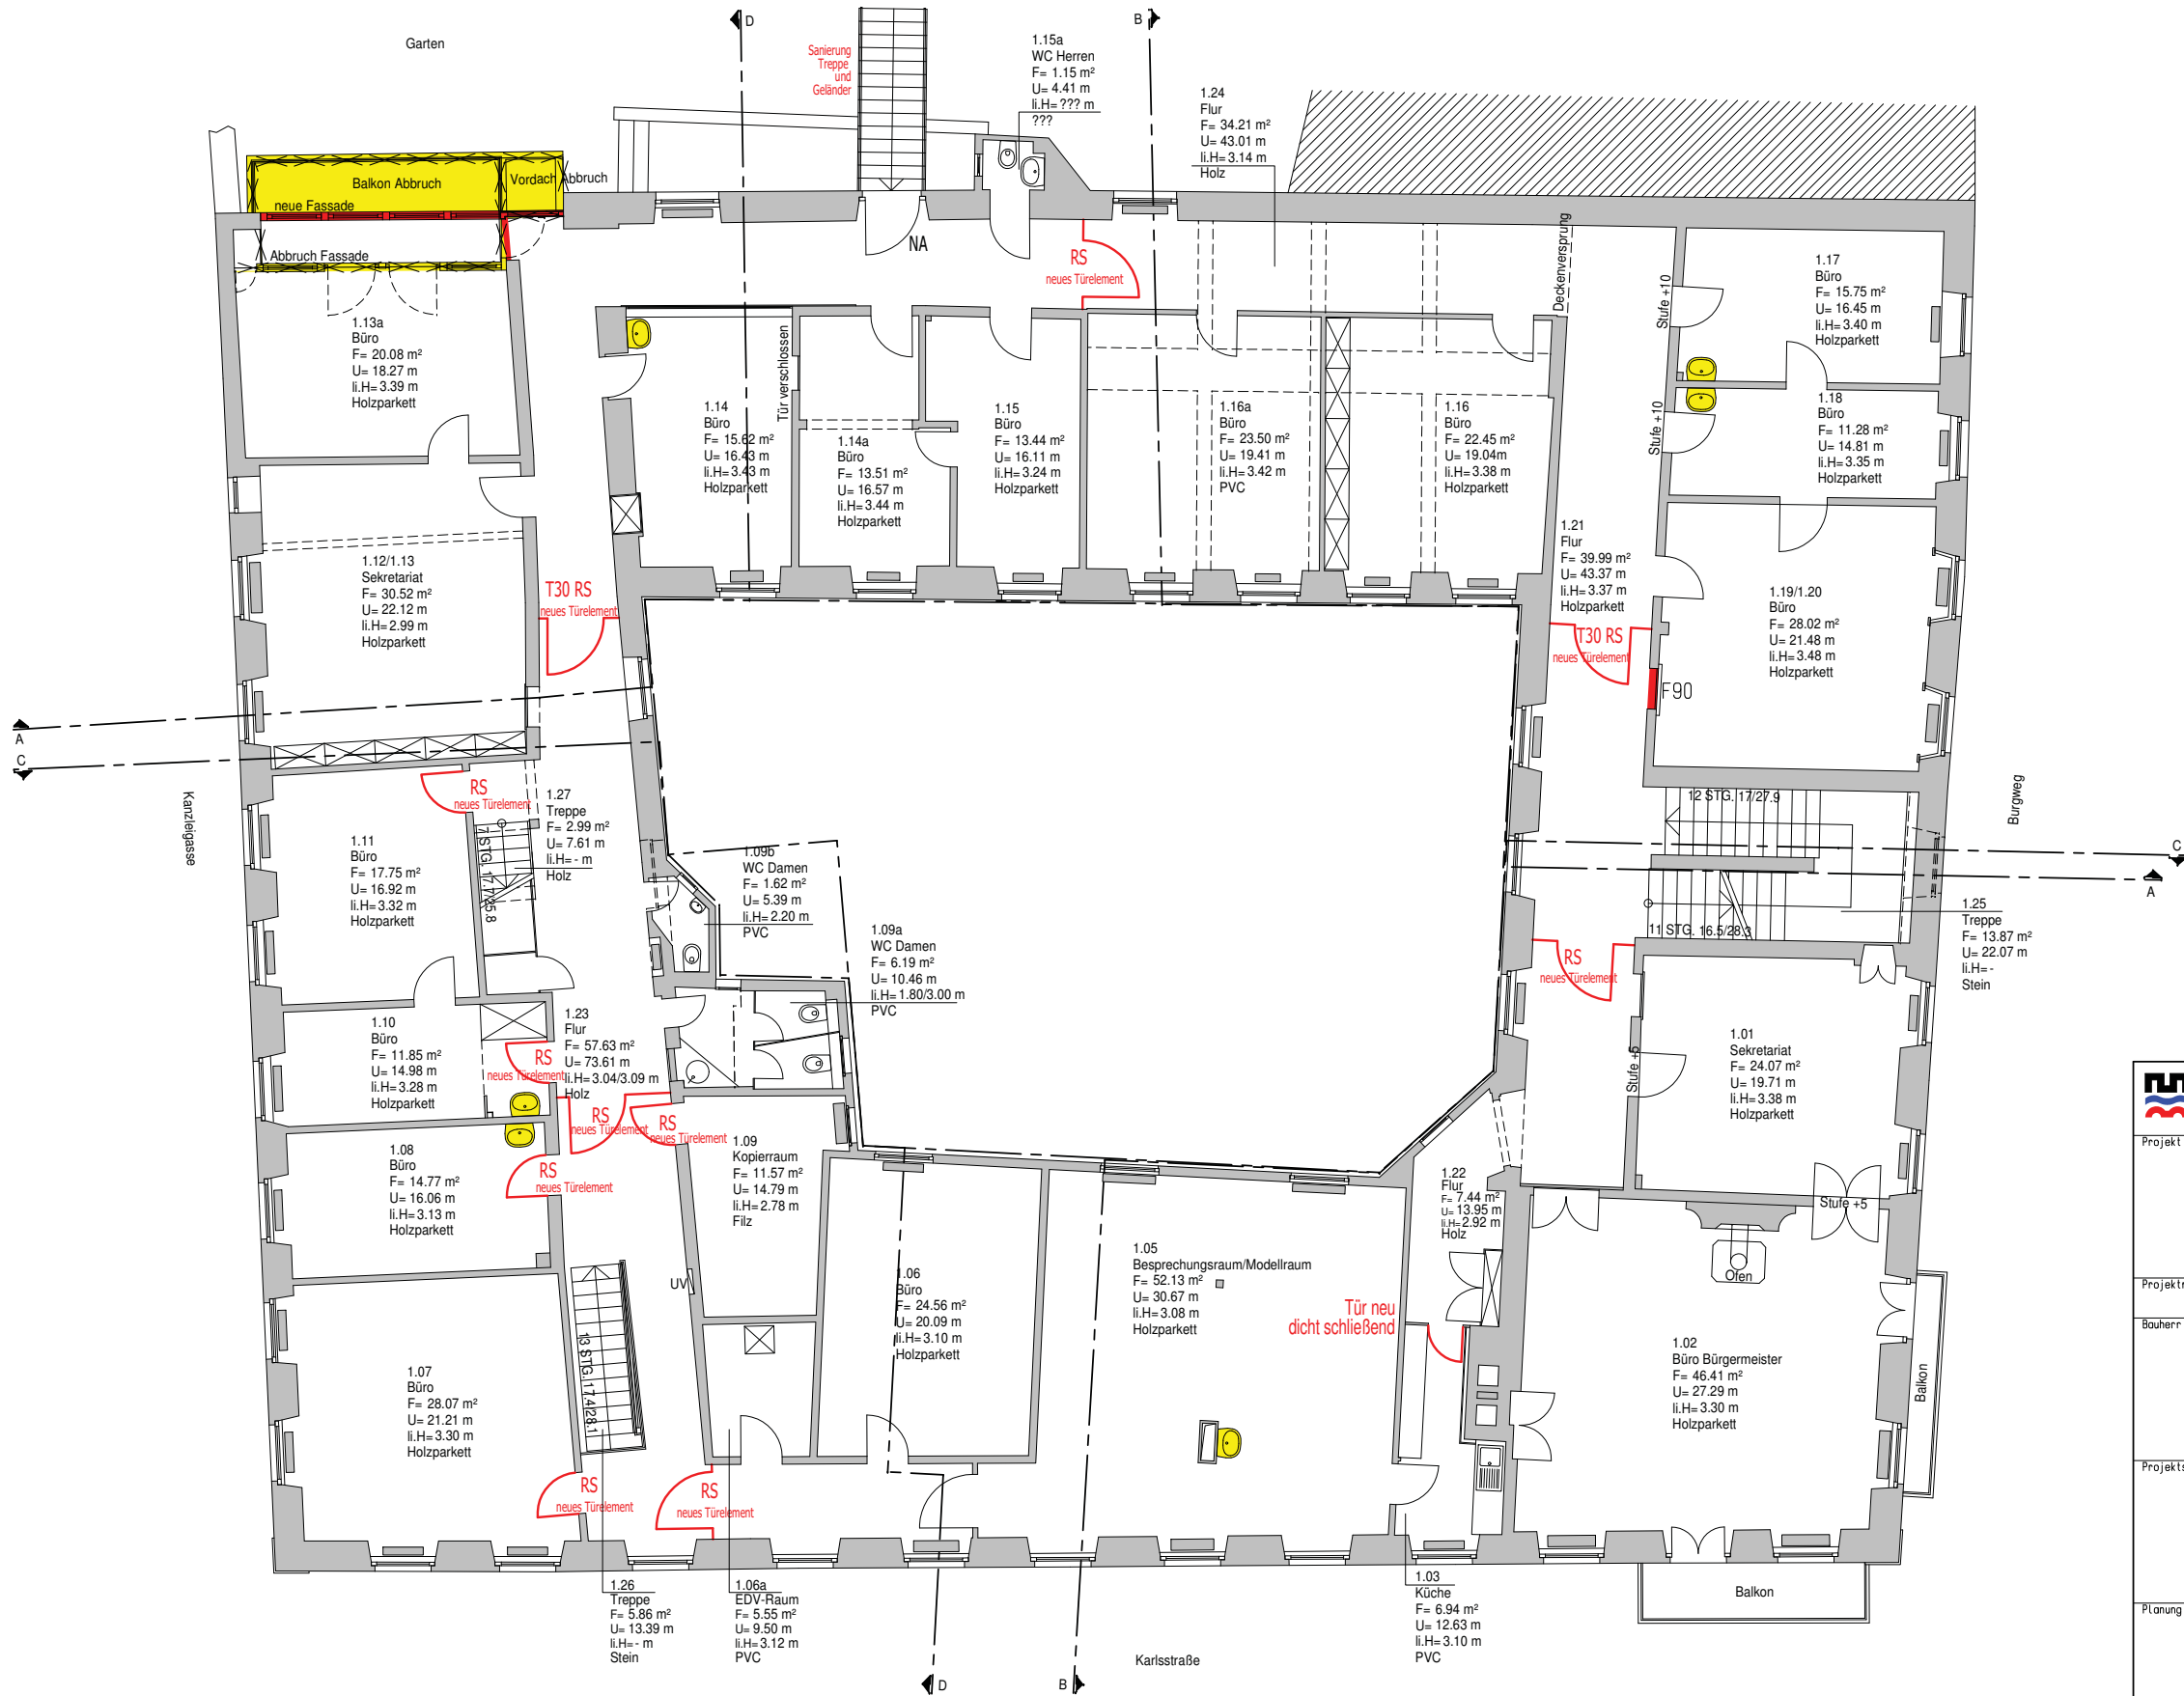 Garten
D
B
Sanierung
Treppe
und
Geländer
1.15a
WC Herren
F= 1.15 m²
U= 4.41 m
li.H= ??? m
???
1.24
Flur
F= 34.21 m²
U= 43.01 m
li.H= 3.14 m
Holz
Balkon Abbruch
Vordach Abbruch
neue Fassade
Abbruch Fassade
NA
RS
neues Türelement
Deckenversprung
Stufe +10
1.17
Büro
F= 15.75 m²
U= 16.45 m
li.H= 3.40 m
Holzparkett
1.13a
Büro
F= 20.08 m²
U= 18.27 m
li.H= 3.39 m
Holzparkett
Tür verschlossen
1.14
Büro
F= 15.62 m²
U= 16.43 m
li.H= 3.43 m
Holzparkett
1.14a
Büro
F= 13.51 m²
U= 16.57 m
li.H= 3.44 m
Holzparkett
1.15
Büro
F= 13.44 m²
U= 16.11 m
li.H= 3.24 m
Holzparkett
1.16a
Büro
F= 23.50 m²
U= 19.41 m
li.H= 3.42 m
PVC
1.16
Büro
F= 22.45 m²
U= 19.04m
li.H= 3.38 m
Holzparkett
Stufe +10
1.18
Büro
F= 11.28 m²
U= 14.81 m
li.H= 3.35 m
Holzparkett
1.12/1.13
Sekretariat
F= 30.52 m²
U= 22.12 m
li.H= 2.99 m
Holzparkett
T30 RS
neues Türelement
1.21
Flur
F= 39.99 m²
U= 43.37 m
li.H= 3.37 m
Holzparkett
T30 RS
neues Türelement
F90
1.19/1.20
Büro
F= 28.02 m²
U= 21.48 m
li.H= 3.48 m
Holzparkett
A
C
Kanzleigasse
RS
neues Türelement
1.27
Treppe
F= 2.99 m²
U= 7.61 m
li.H= - m
Holz
7 STG. 17.7/25.8
1.11
Büro
F= 17.75 m²
U= 16.92 m
li.H= 3.32 m
Holzparkett
1.09b
WC Damen
F= 1.62 m²
U= 5.39 m
li.H= 2.20 m
PVC
1.09a
WC Damen
F= 6.19 m²
U= 10.46 m
li.H= 1.80/3.00 m
PVC
12 STG. 17/27.9
11 STG. 16.5/28.3
Burgweg
C
A
1.25
Treppe
F= 13.87 m²
U= 22.07 m
li.H= -
Stein
RS
neues Türelement
1.10
Büro
F= 11.85 m²
U= 14.98 m
li.H= 3.28 m
Holzparkett
1.23
Flur
F= 57.63 m²
U= 73.61 m
li.H= 3.04/3.09 m
Holz
RS
neues Türelement
RS
neues Türelement
RS
neues Türelement
Stufe +5
1.01
Sekretariat
F= 24.07 m²
U= 19.71 m
li.H= 3.38 m
Holzparkett
Projekt
1.08
Büro
F= 14.77 m²
U= 16.06 m
li.H= 3.13 m
Holzparkett
RS
neues Türelement
1.09
Kopierraum
F= 11.57 m²
U= 14.79 m
li.H= 2.78 m
Filz
1.22
Flur
F= 7.44 m²
U= 13.95 m
li.H= 2.92 m
Holz
Stufe +5
Ofen
UV
1.06
Büro
F= 24.56 m²
U= 20.09 m
li.H= 3.10 m
Holzparkett
1.05
Besprechungsraum/Modellraum
F= 52.13 m²
U= 30.67 m
li.H= 3.08 m
Holzparkett
Tür neu
dicht schließend
1.02
Büro Bürgermeister
F= 46.41 m²
U= 27.29 m
li.H= 3.30 m
Holzparkett
Balkon
Bauherr
13 STG. 17.4/28.1
1.07
Büro
F= 28.07 m²
U= 21.21 m
li.H= 3.30 m
Holzparkett
RS
neues Türelement
RS
neues Türelement
1.26
Treppe
F= 5.86 m²
U= 13.39 m
li.H= - m
Stein
1.06a
EDV-Raum
F= 5.55 m²
U= 9.50 m
li.H= 3.12 m
PVC
1.03
Küche
F= 6.94 m²
U= 12.63 m
li.H= 3.10 m
PVC
Balkon
Planung
Karlsstraße
D
B